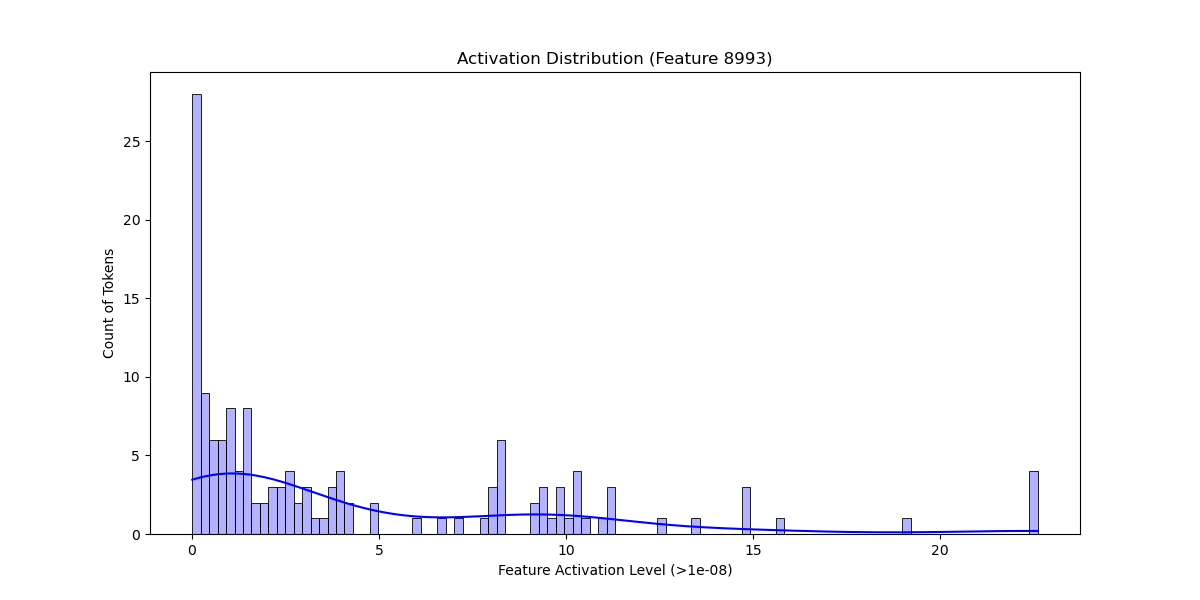 Activation Distribution (Feature 8993)
Count of Tokens
25
20
15
10
5
0
0 5 10 15 20
Feature Activation Level (>1e-08)